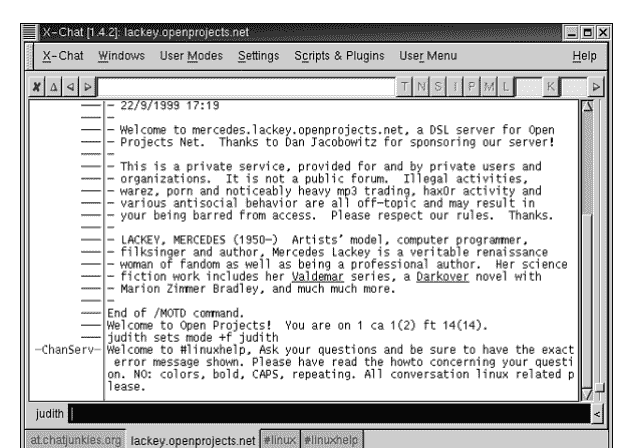 X-Chat [1.4.2]: lackey.openprojects.net
X-Chat Windows User Modes Settings Scripts & Plugins User Menu Help
X Δ T N S I P M L K
- 22/9/1999 17:19
-
- Welcome to mercedes.lackey.openprojects.net, a DSL server for Open
- Projects Net. Thanks to Dan Jacobowitz for sponsoring our server!
-
- This is a private service, provided for and by private users and
- organizations. It is not a public forum. Illegal activities,
- warez, porn and noticeably heavy mp3 trading, hax0r activity and
- various antisocial behavior are all off-topic and may result in
- your being barred from access. Please respect our rules. Thanks.
-
- LACKEY, MERCEDES (1950-) Artists' model, computer programmer,
- filksinger and author, Mercedes Lackey is a veritable renaissance
- woman of fandom as well as being a professional author. Her science
- fiction work includes her Valdemar series, a Darkover novel with
- Marion Zimmer Bradley, and much much more.
-
End of /MOTD command.
Welcome to Open Projects! You are on 1 ca 1(2) ft 14(14).
judith sets mode +f judith
-ChanServ- Welcome to #linuxhelp, Ask your questions and be sure to have the exact
error message shown. Please have read the howto concerning your questi
on. NO: colors, bold, CAPS, repeating. All conversation linux related p
lease.
judith
at.chatjunkies.org lackey.openprojects.net #linux #linuxhelp